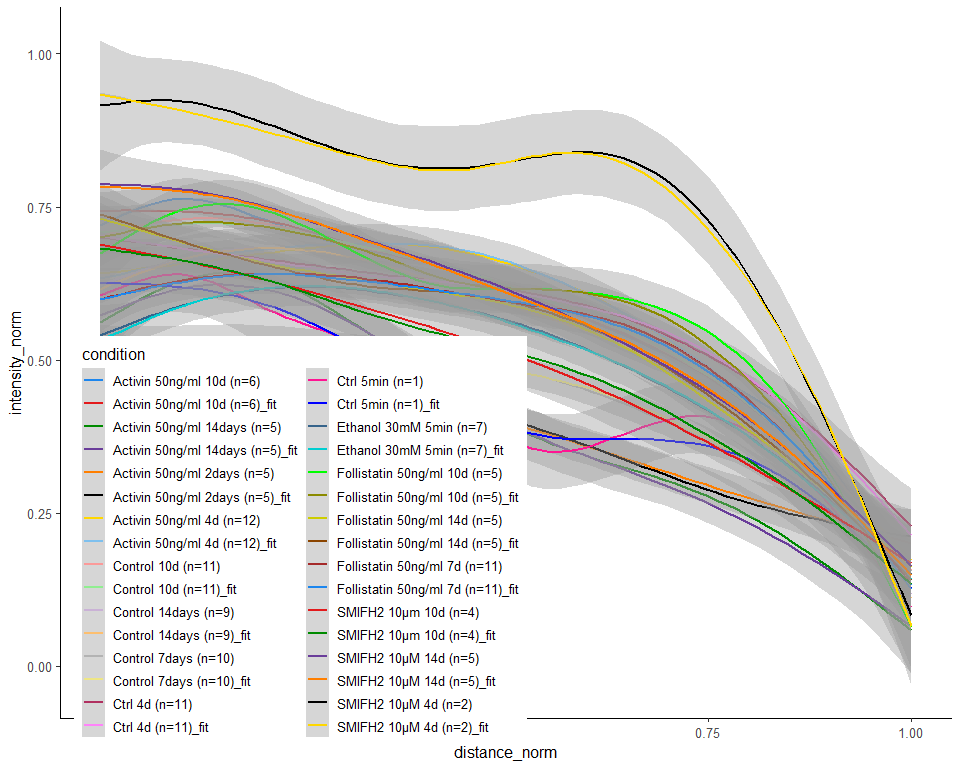 1.00
0.75
0.50
0.25
0.00
intensity_norm
condition
Activin 50ng/ml 10d (n=6)
Activin 50ng/ml 10d (n=6)_fit
Activin 50ng/ml 14days (n=5)
Activin 50ng/ml 14days (n=5)_fit
Activin 50ng/ml 2days (n=5)
Activin 50ng/ml 2days (n=5)_fit
Activin 50ng/ml 4d (n=12)
Activin 50ng/ml 4d (n=12)_fit
Control 10d (n=11)
Control 10d (n=11)_fit
Control 14days (n=9)
Control 14days (n=9)_fit
Control 7days (n=10)
Control 7days (n=10)_fit
Ctrl 4d (n=11)
Ctrl 4d (n=11)_fit
Ctrl 5min (n=1)
Ctrl 5min (n=1)_fit
Ethanol 30mM 5min (n=7)
Ethanol 30mM 5min (n=7)_fit
Follistatin 50ng/ml 10d (n=5)
Follistatin 50ng/ml 10d (n=5)_fit
Follistatin 50ng/ml 14d (n=5)
Follistatin 50ng/ml 14d (n=5)_fit
Follistatin 50ng/ml 7d (n=11)
Follistatin 50ng/ml 7d (n=11)_fit
SMIFH2 10µm 10d (n=4)
SMIFH2 10µm 10d (n=4)_fit
SMIFH2 10µM 14d (n=5)
SMIFH2 10µM 14d (n=5)_fit
SMIFH2 10µM 4d (n=2)
SMIFH2 10µM 4d (n=2)_fit
0.75
1.00
distance_norm